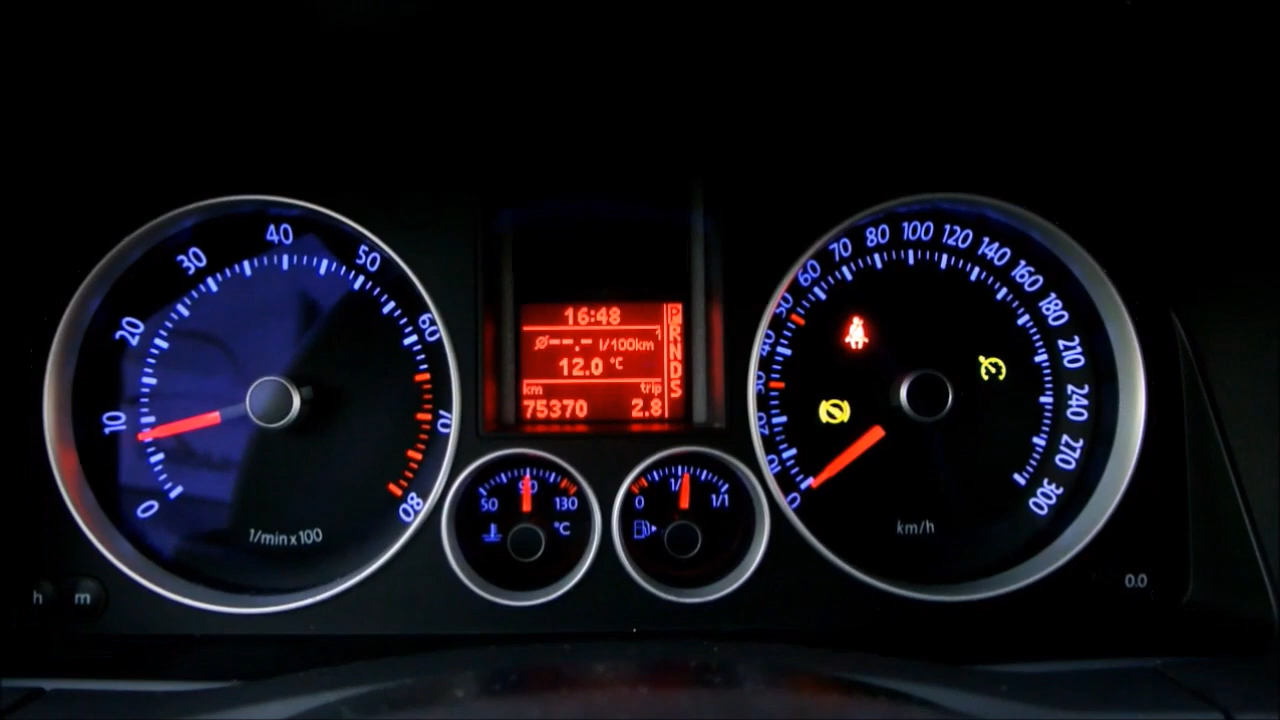 0
10
20
30
40
50
60
70
80
1/min x 100
h
m
16:48
Ø--.- l/100km
1
12.0 °C
km trip
75370 2.8
P
R
N
D
S
50 90 130
°C
0 1/1
0
10
20
30
40
50
60
70
80
100
120
140
160
180
210
240
270
300
km/h
0.0